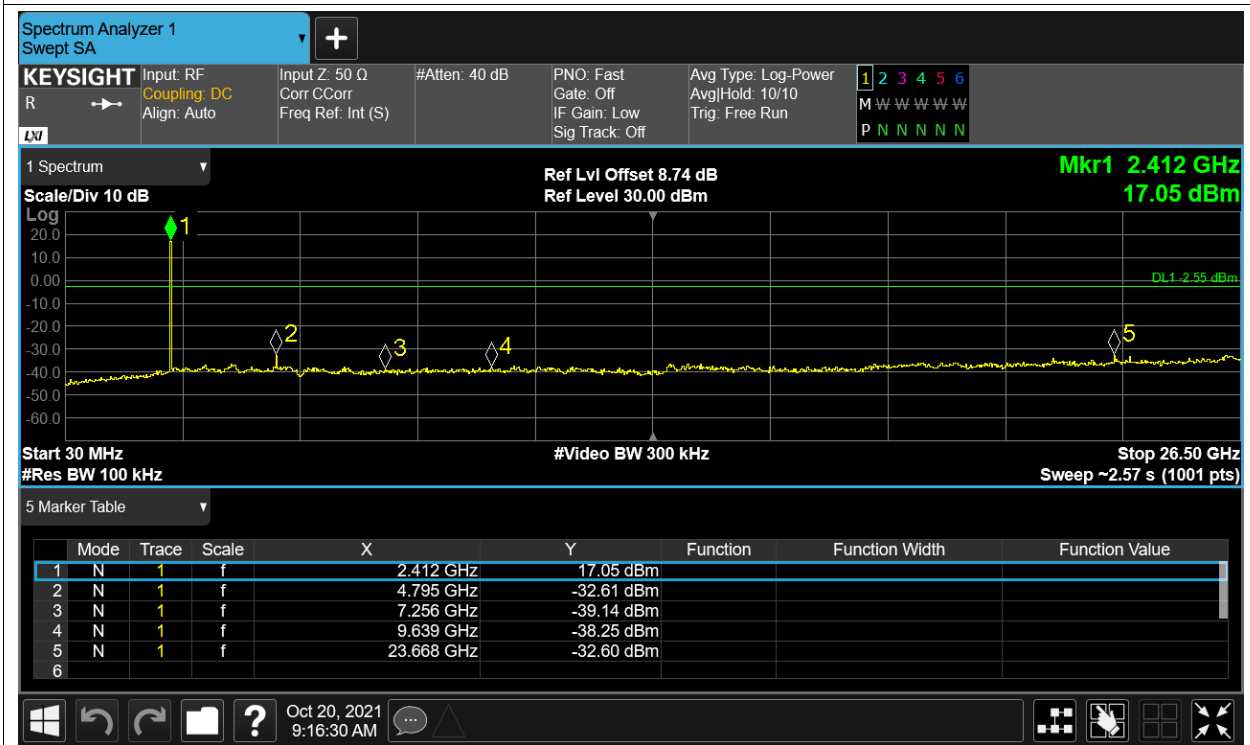 Spectrum Analyzer 1
Swept SA
+
KEYSIGHT
R
LXI
Input: RF
Coupling: DC
Align: Auto
Input Z: 50 Ω
Corr CCorr
Freq Ref: Int (S)
#Atten: 40 dB
PNO: Fast
Gate: Off
IF Gain: Low
Sig Track: Off
Avg Type: Log-Power
Avg|Hold: 10/10
Trig: Free Run
1 2 3 4 5 6
M W W W W W
P N N N N N
1 Spectrum
Scale/Div 10 dB
Ref Lvl Offset 8.74 dB
Ref Level 30.00 dBm
Mkr1 2.412 GHz
17.05 dBm
Log
20.0
10.0
0.00
-10.0
-20.0
-30.0
-40.0
-50.0
-60.0
1
2
3
4
5
DL1 -2.55 dBm
Start 30 MHz
#Video BW 300 kHz
Stop 26.50 GHz
#Res BW 100 kHz
Sweep ~2.57 s (1001 pts)
5 Marker Table
Mode Trace Scale X Y Function Function Width Function Value
1 N 1 f 2.412 GHz 17.05 dBm
2 N 1 f 4.795 GHz -32.61 dBm
3 N 1 f 7.256 GHz -39.14 dBm
4 N 1 f 9.639 GHz -38.25 dBm
5 N 1 f 23.668 GHz -32.60 dBm
6
?
Oct 20, 2021
9:16:30 AM